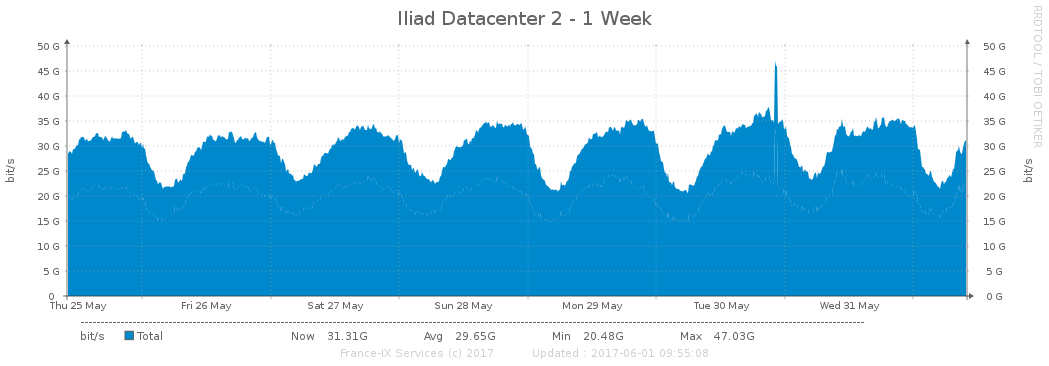 Iliad Datacenter 2 - 1 Week
RRDTOOL / TOBI OETIKER
50 G 50 G
45 G 45 G
40 G 40 G
35 G 35 G
30 G 30 G
25 G 25 G
20 G 20 G
15 G 15 G
10 G 10 G
5 G 5 G
0 0 G
bit/s bit/s
Thu 25 May Fri 26 May Sat 27 May Sun 28 May Mon 29 May Tue 30 May Wed 31 May
bit/s Total Now 31.31G Avg 29.65G Min 20.48G Max 47.03G
France-IX Services (c) 2017 Updated : 2017-06-01 09:55:08